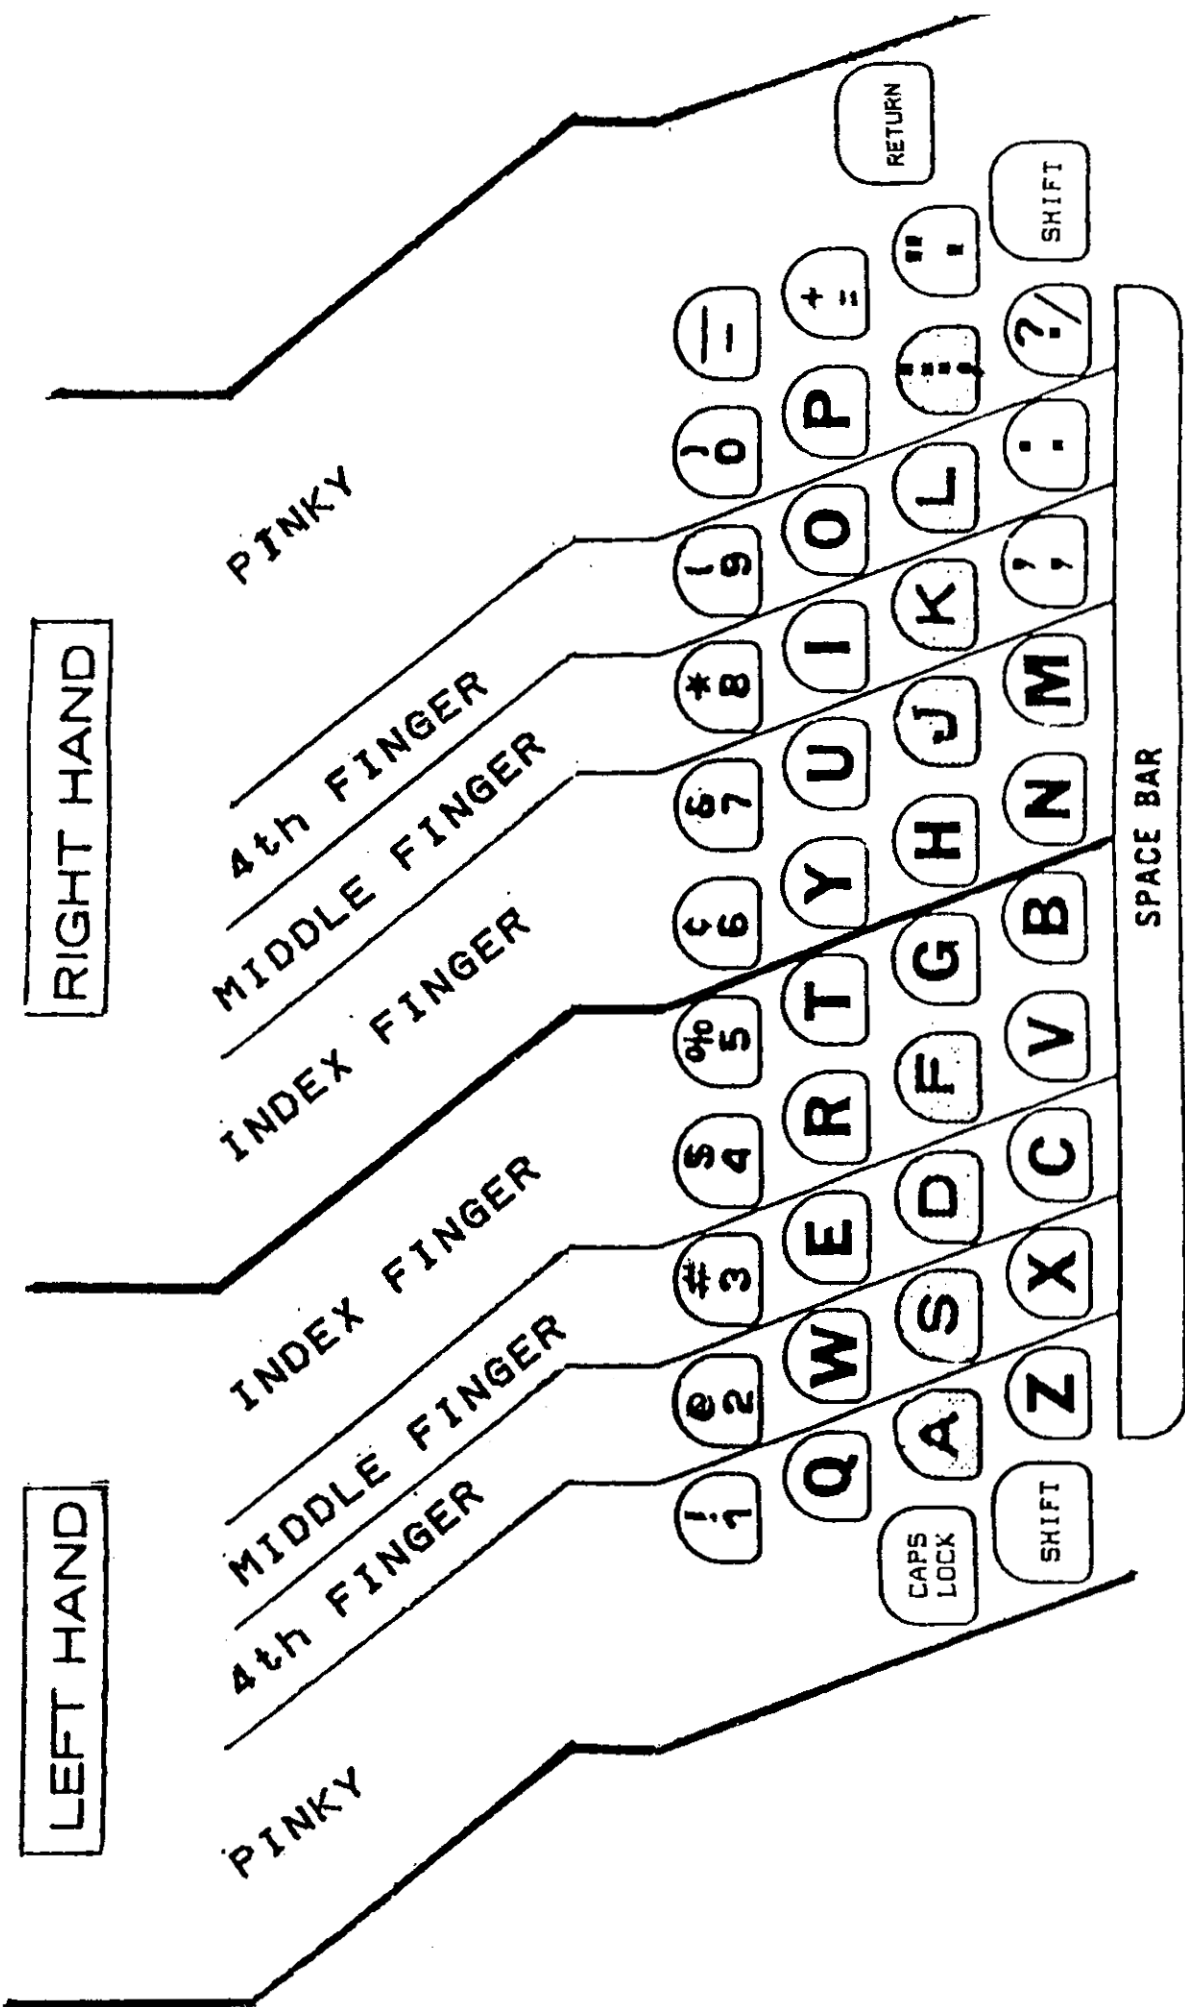 LEFT HAND RIGHT HAND
PINKY 4th FINGER MIDDLE FINGER INDEX FINGER INDEX FINGER MIDDLE FINGER 4th FINGER PINKY
! @ # $ % ¢ & * ( ) _
1 2 3 4 5 6 7 8 9 0 -
Q W E R T Y U I O P + =
CAPS LOCK A S D F G H J K L : ; " ' RETURN
SHIFT Z X C V B N M , , . . ? / SHIFT
SPACE BAR